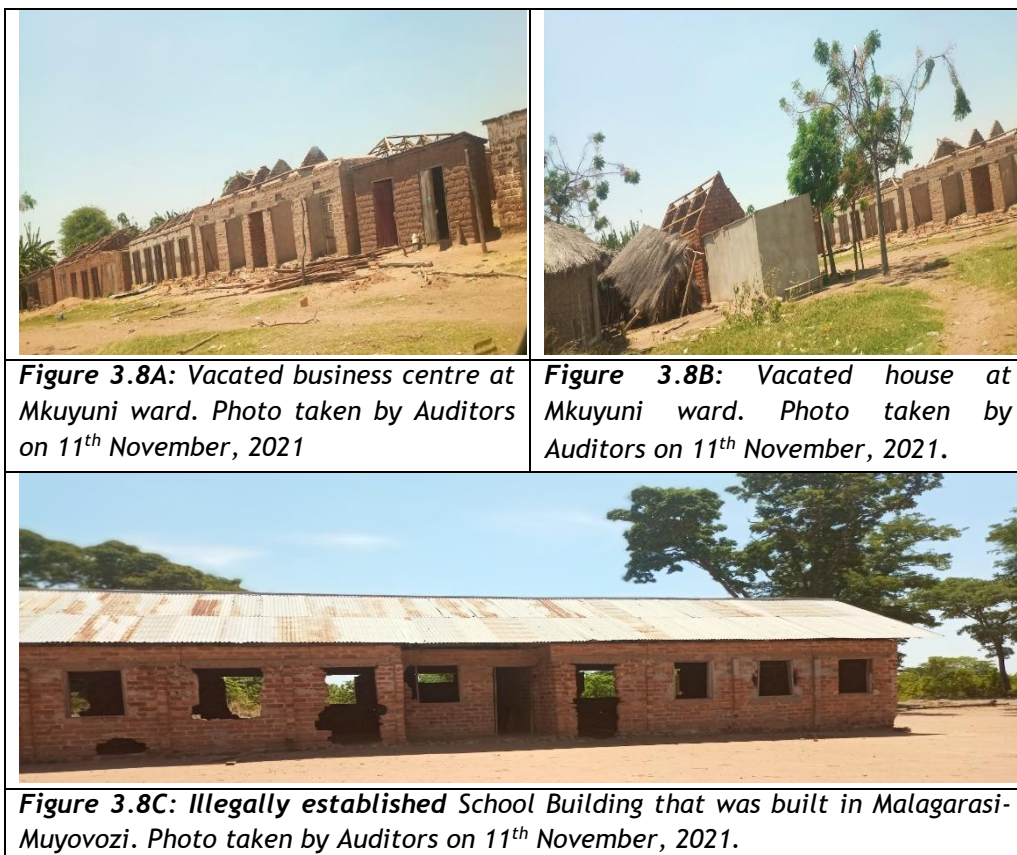 Figure 3.8A: Vacated business centre at
Mkuyuni ward. Photo taken by Auditors
on 11th November, 2021
Figure 3.8B: Vacated house at
Mkuyuni ward. Photo taken by
Auditors on 11th November, 2021.
Figure 3.8C: Illegally established School Building that was built in Malagarasi-
Muyovozi. Photo taken by Auditors on 11th November, 2021.